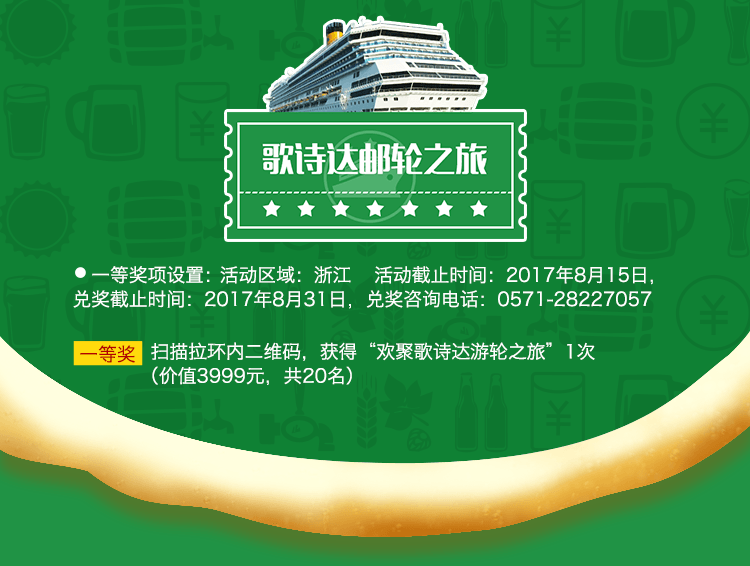 歌诗达邮轮之旅
●一等奖项设置：活动区域：浙江 活动截止时间：2017年8月15日，
兑奖截止时间：2017年8月31日，兑奖咨询电话：0571-28227057
一等奖 扫描拉环内二维码，获得“欢聚歌诗达游轮之旅”1次
（价值3999元，共20名）